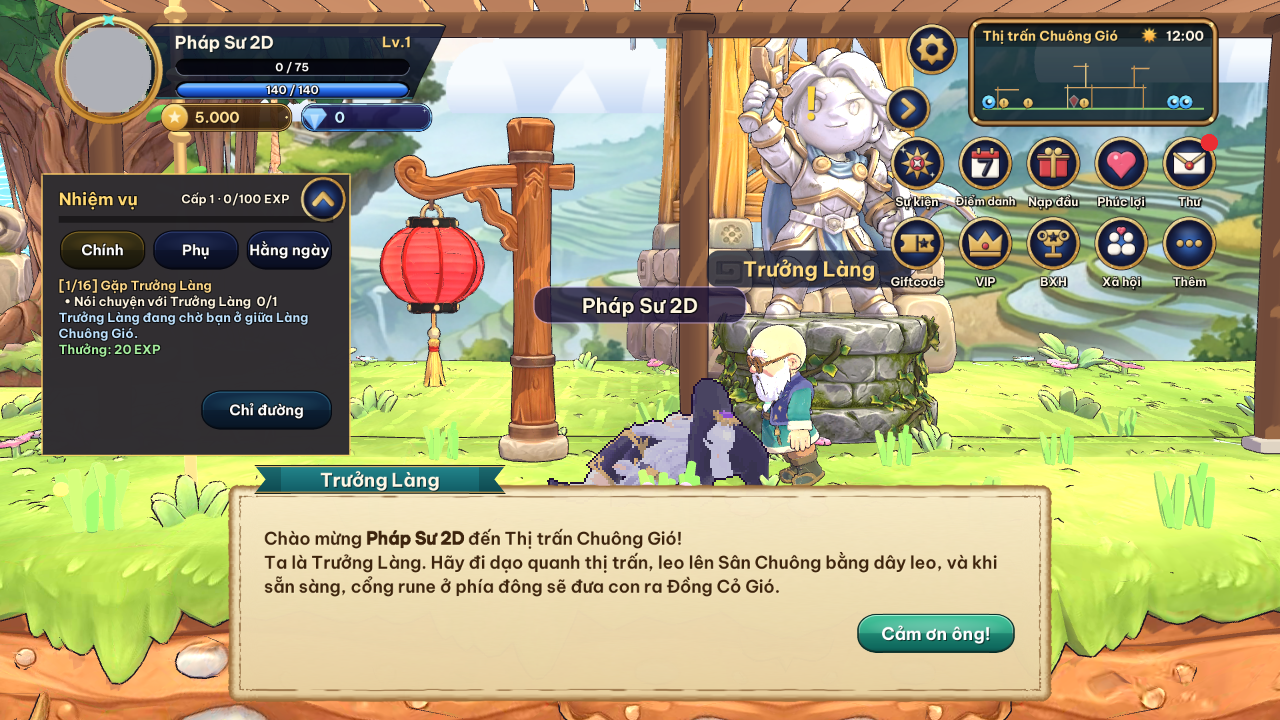 Pháp Sư 2D
Lv.1
0 / 75
140 / 140
5.000
0
Thị trấn Chuông Gió
12:00
7
Sự kiện
Điểm danh
Nạp đầu
Phúc lợi
Thư
Giftcode
VIP
BXH
Xã hội
Thêm
Nhiệm vụ
Cấp 1 · 0/100 EXP
Chính
Phụ
Hằng ngày
[1/16] Gặp Trưởng Làng
• Nói chuyện với Trưởng Làng 0/1
Trưởng Làng đang chờ bạn ở giữa Làng
Chuông Gió.
Thưởng: 20 EXP
Chỉ đường
!
Trưởng Làng
Pháp Sư 2D
Trưởng Làng
Chào mừng Pháp Sư 2D đến Thị trấn Chuông Gió!
Ta là Trưởng Làng. Hãy đi dạo quanh thị trấn, leo lên Sân Chuông bằng dây leo, và khi
sẵn sàng, cổng rune ở phía đông sẽ đưa con ra Đồng Cỏ Gió.
Cảm ơn ông!